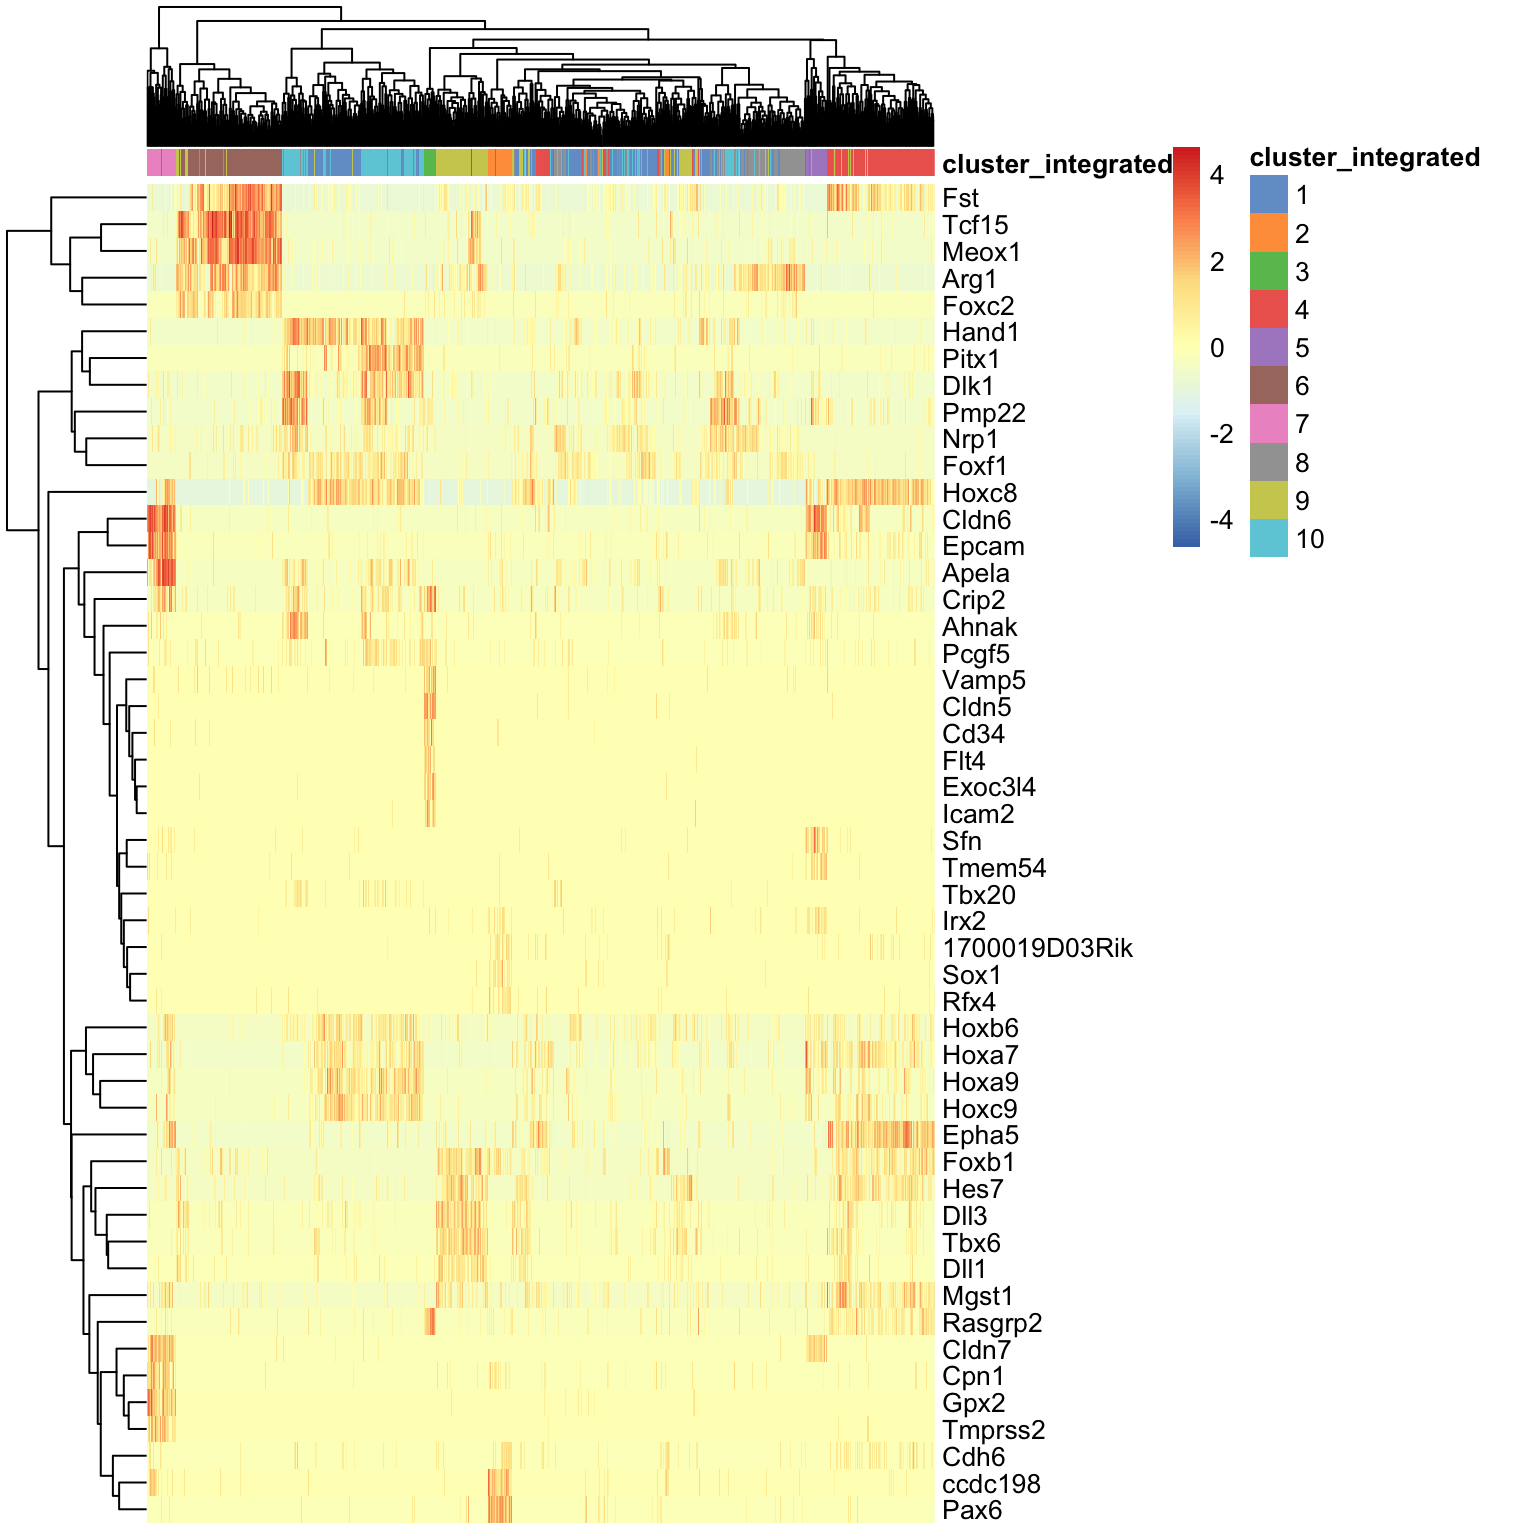 cluster_integrated
Fst
Tcf15
Meox1
Arg1
Foxc2
Hand1
Pitx1
Dlk1
Pmp22
Nrp1
Foxf1
Hoxc8
Cldn6
Epcam
Apela
Crip2
Ahnak
Pcgf5
Vamp5
Cldn5
Cd34
Flt4
Exoc3l4
Icam2
Sfn
Tmem54
Tbx20
Irx2
1700019D03Rik
Sox1
Rfx4
Hoxb6
Hoxa7
Hoxa9
Hoxc9
Epha5
Foxb1
Hes7
Dll3
Tbx6
Dll1
Mgst1
Rasgrp2
Cldn7
Cpn1
Gpx2
Tmprss2
Cdh6
ccdc198
Pax6
4
2
0
-2
-4
cluster_integrated
1
2
3
4
5
6
7
8
9
10